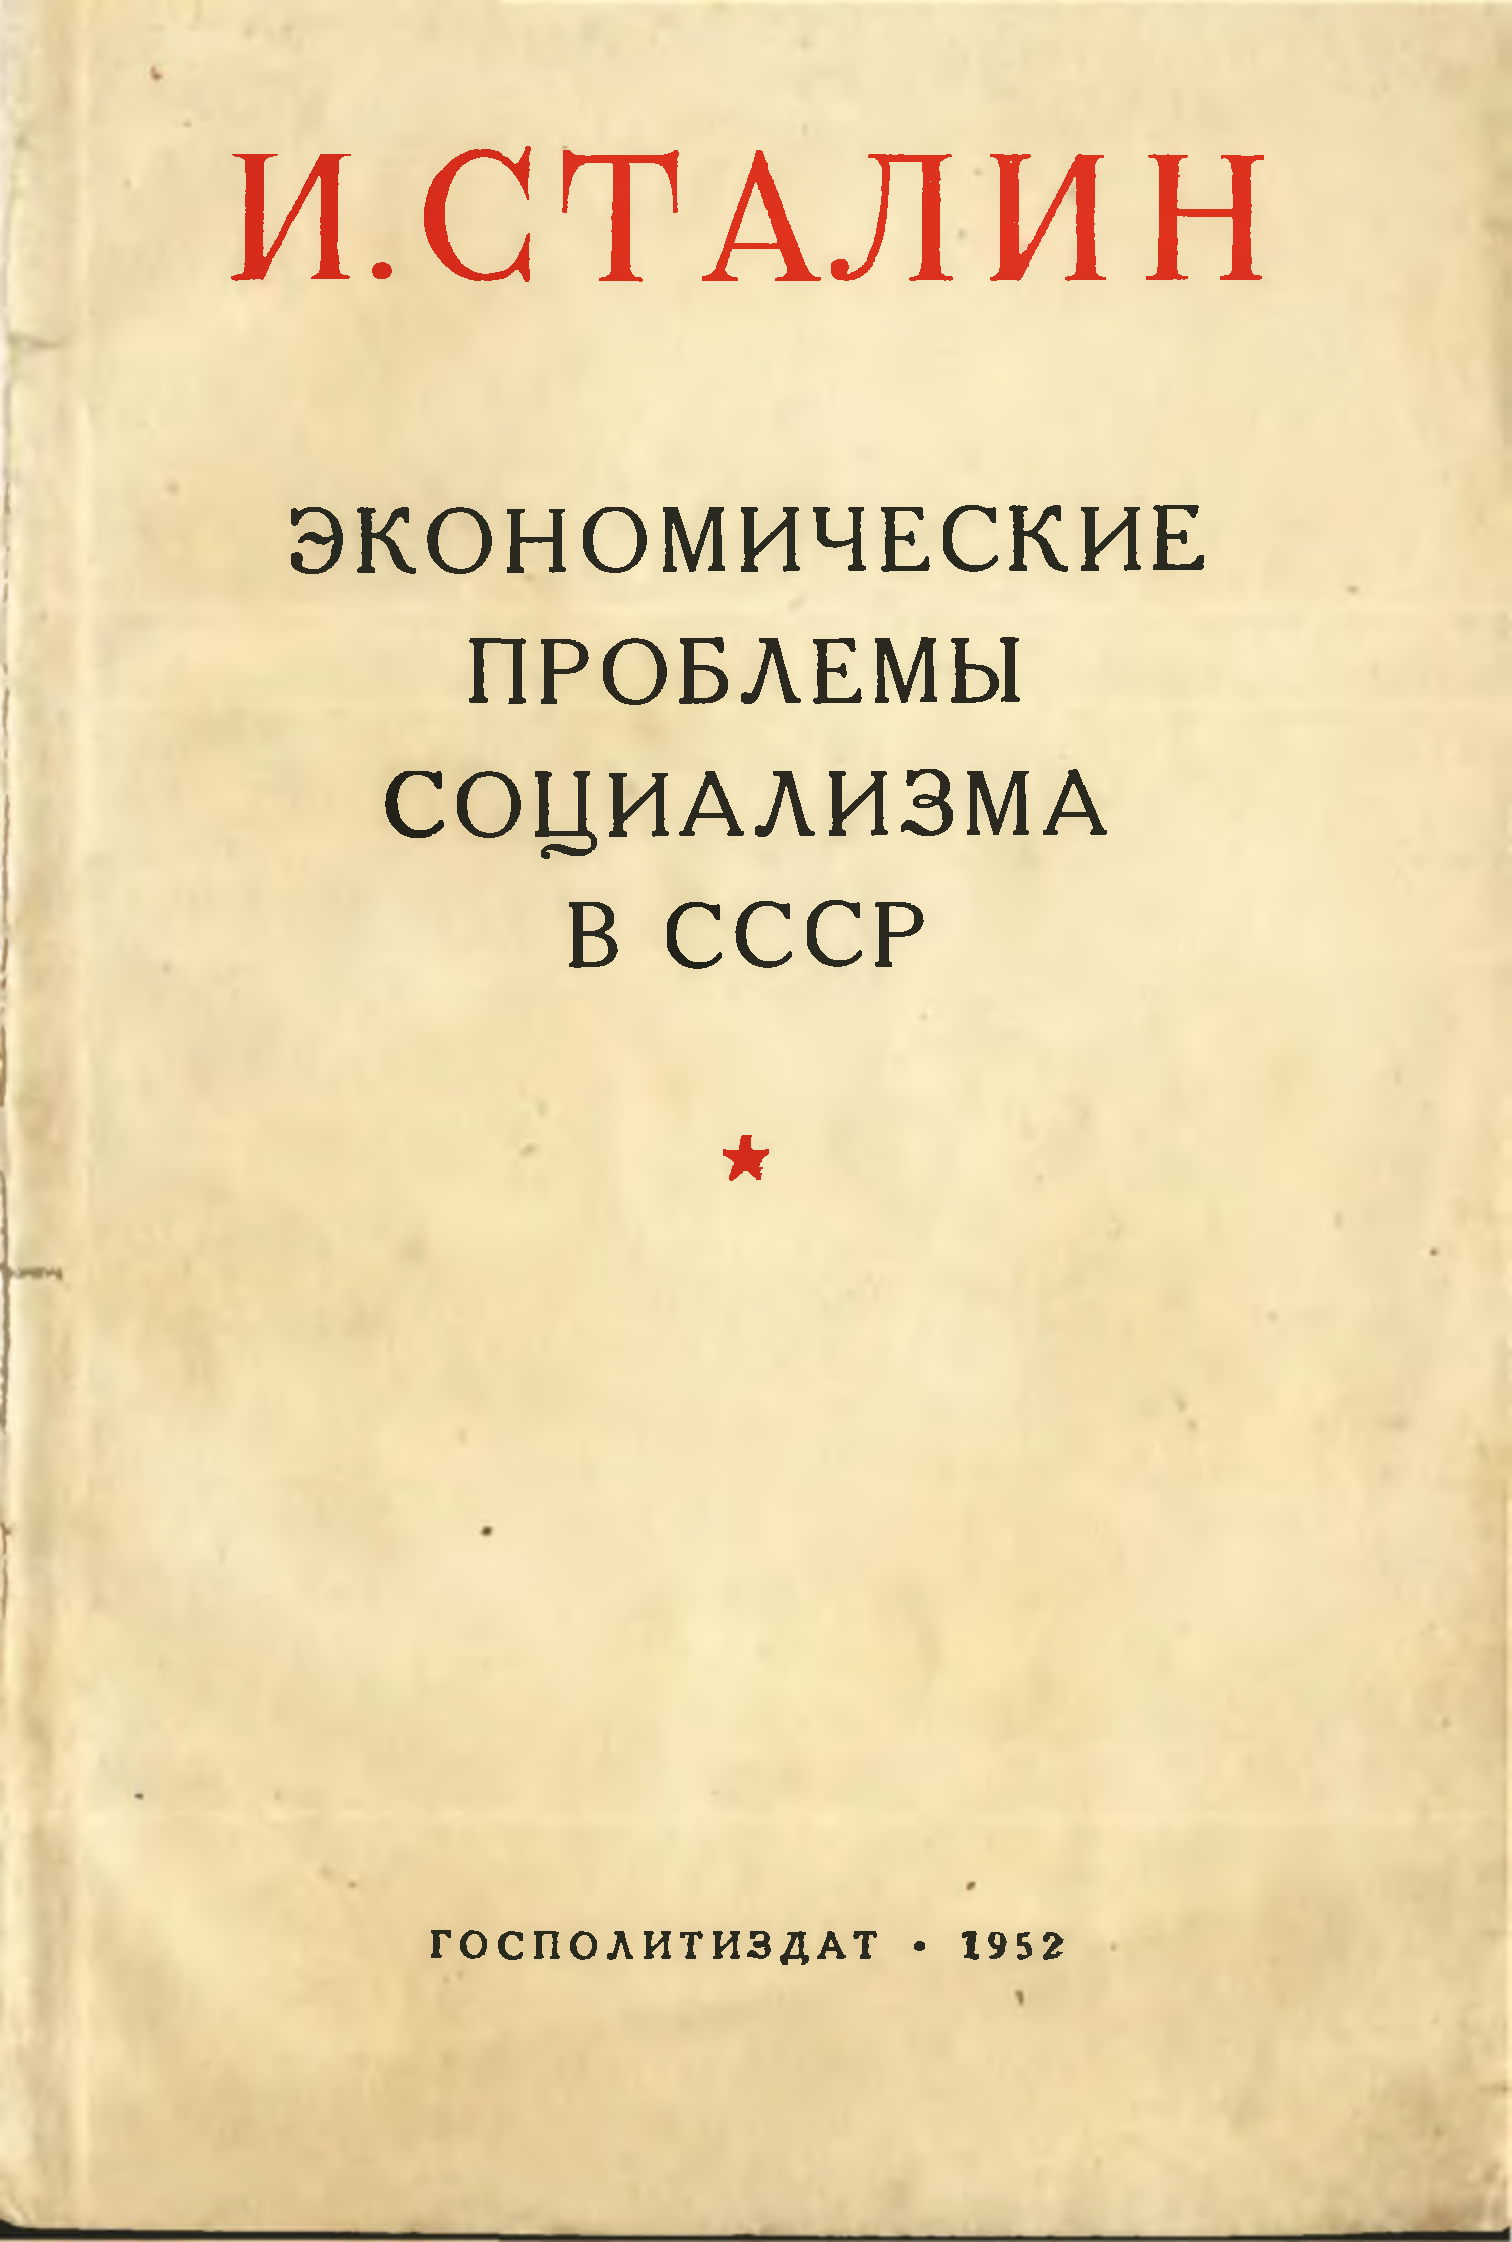 И. СТАЛИН
ЭКОНОМИЧЕСКИЕ
ПРОБЛЕМЫ
СОЦИАЛИЗМА
В СССР
ГОСПОЛИТИЗДАТ • 1952